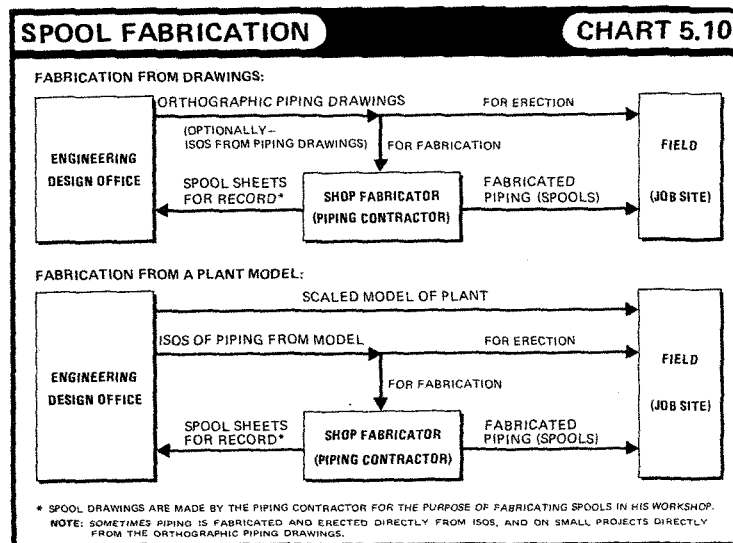 SPOOL FABRICATION
CHART 5.10
FABRICATION FROM DRAWINGS:
ORTHOGRAPHIC PIPING DRAWINGS
FOR ERECTION
(OPTIONALLY—
ISOS FROM PIPING DRAWINGS)
FOR FABRICATION
ENGINEERING
DESIGN OFFICE
FIELD
(JOB SITE)
SPOOL SHEETS
FOR RECORD*
SHOP FABRICATOR
(PIPING CONTRACTOR)
FABRICATED
PIPING (SPOOLS)
FABRICATION FROM A PLANT MODEL:
SCALED MODEL OF PLANT
ISOS OF PIPING FROM MODEL
FOR ERECTION
FOR FABRICATION
ENGINEERING
DESIGN OFFICE
FIELD
(JOB SITE)
SPOOL SHEETS
FOR RECORD*
SHOP FABRICATOR
(PIPING CONTRACTOR)
FABRICATED
PIPING (SPOOLS)
* SPOOL DRAWINGS ARE MADE BY THE PIPING CONTRACTOR FOR THE PURPOSE OF FABRICATING SPOOLS IN HIS WORKSHOP.
NOTE: SOMETIMES PIPING IS FABRICATED AND ERECTED DIRECTLY FROM ISOS, AND ON SMALL PROJECTS DIRECTLY
FROM THE ORTHOGRAPHIC PIPING DRAWINGS.